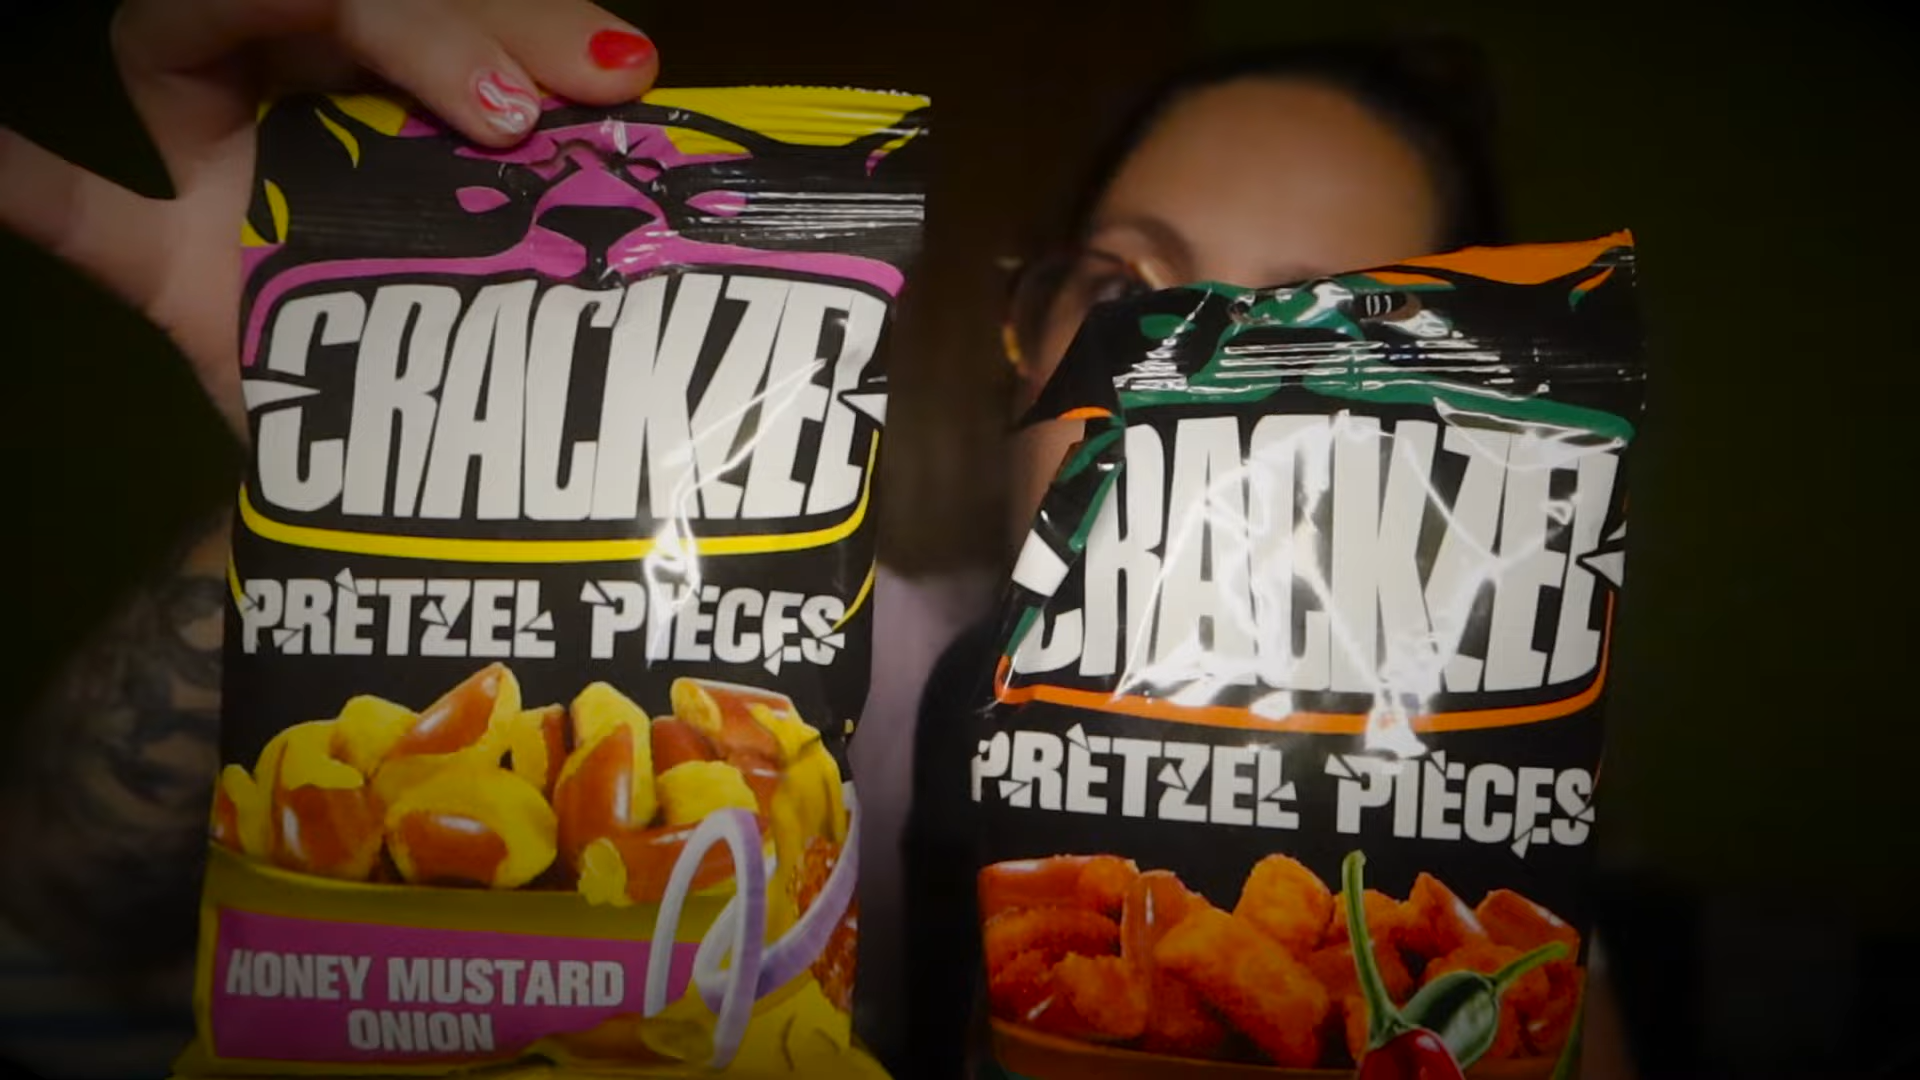 CRACKZEL
PRETZEL PIECES
HONEY MUSTARD
ONION
CRACKZEL
PRETZEL PIECES